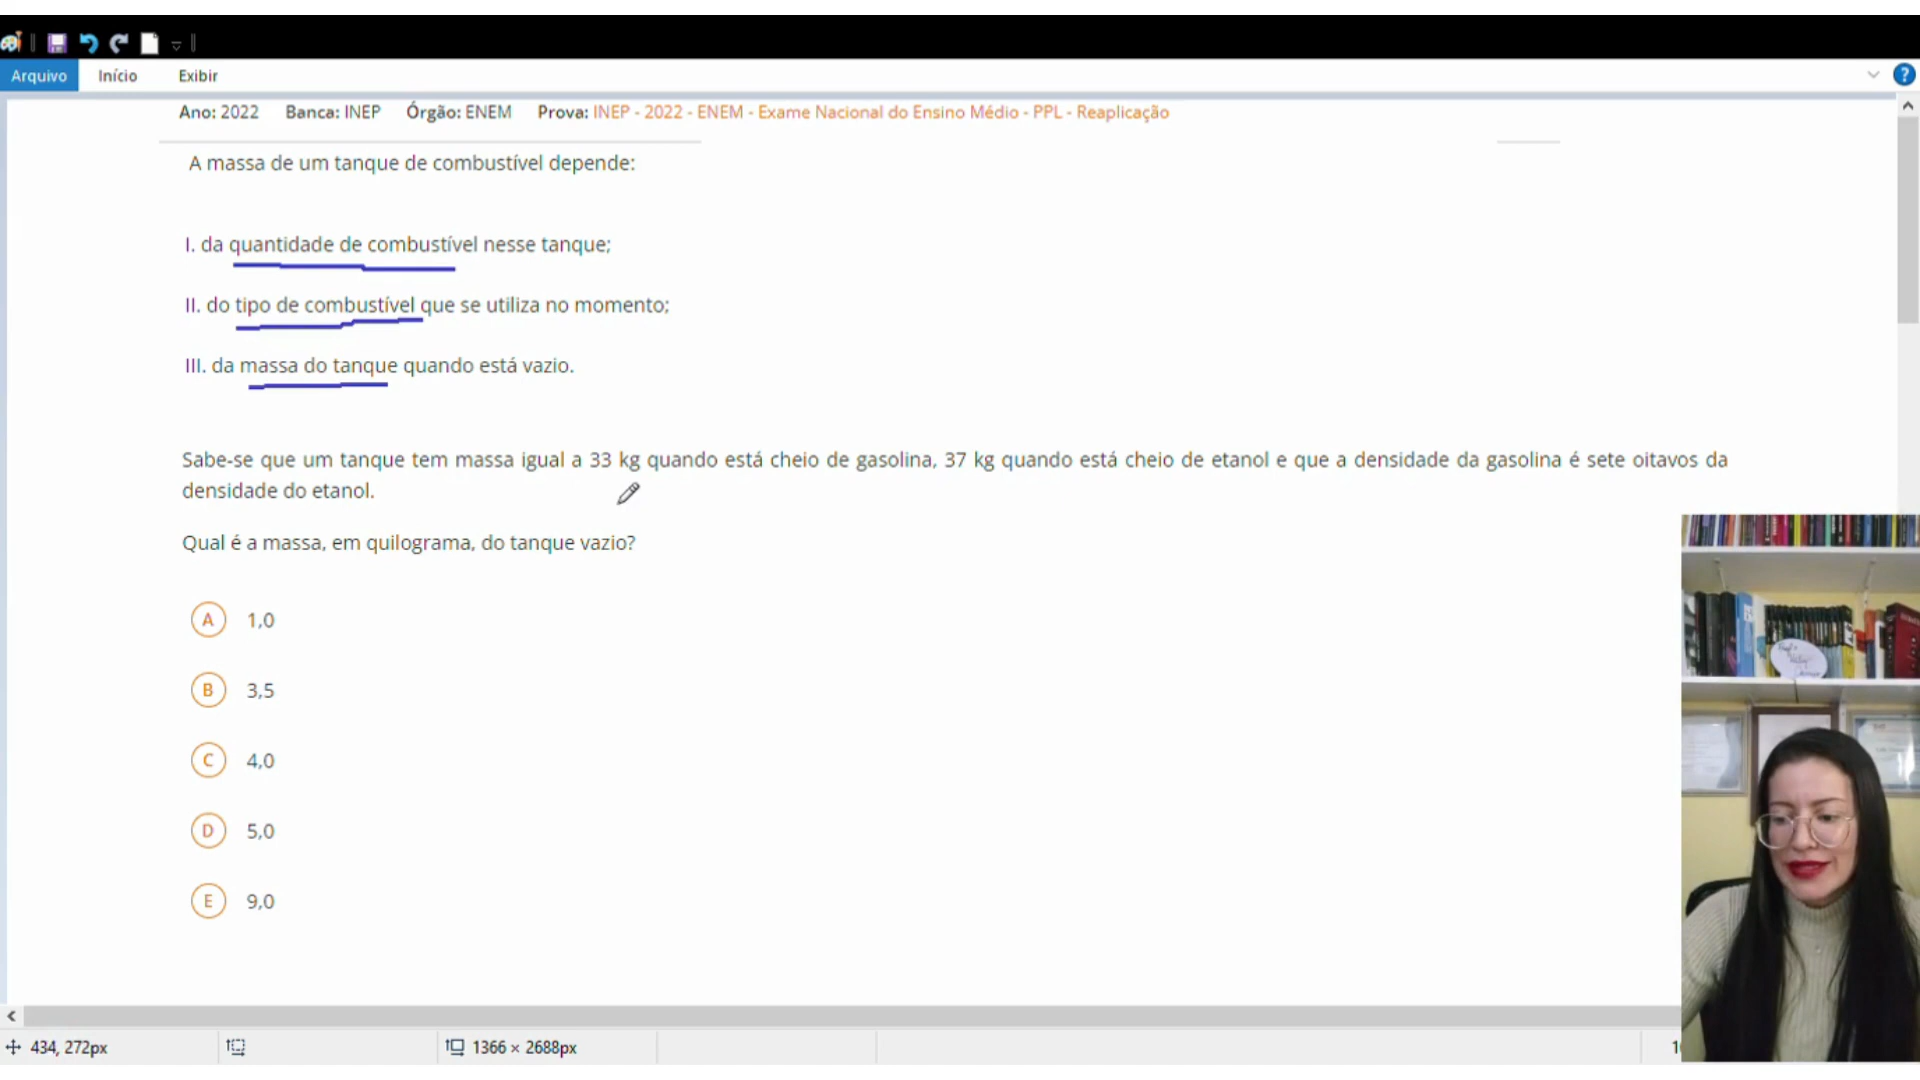 Arquivo Início Exibir
Ano: 2022 Banca: INEP Órgão: ENEM Prova: INEP - 2022 - ENEM - Exame Nacional do Ensino Médio - PPL - Reaplicação
A massa de um tanque de combustível depende:
I. da quantidade de combustível nesse tanque;
II. do tipo de combustível que se utiliza no momento;
III. da massa do tanque quando está vazio.
Sabe-se que um tanque tem massa igual a 33 kg quando está cheio de gasolina, 37 kg quando está cheio de etanol e que a densidade da gasolina é sete oitavos da
densidade do etanol.
Qual é a massa, em quilograma, do tanque vazio?
A 1,0
B 3,5
C 4,0
D 5,0
E 9,0
434, 272px 1366 × 2688px